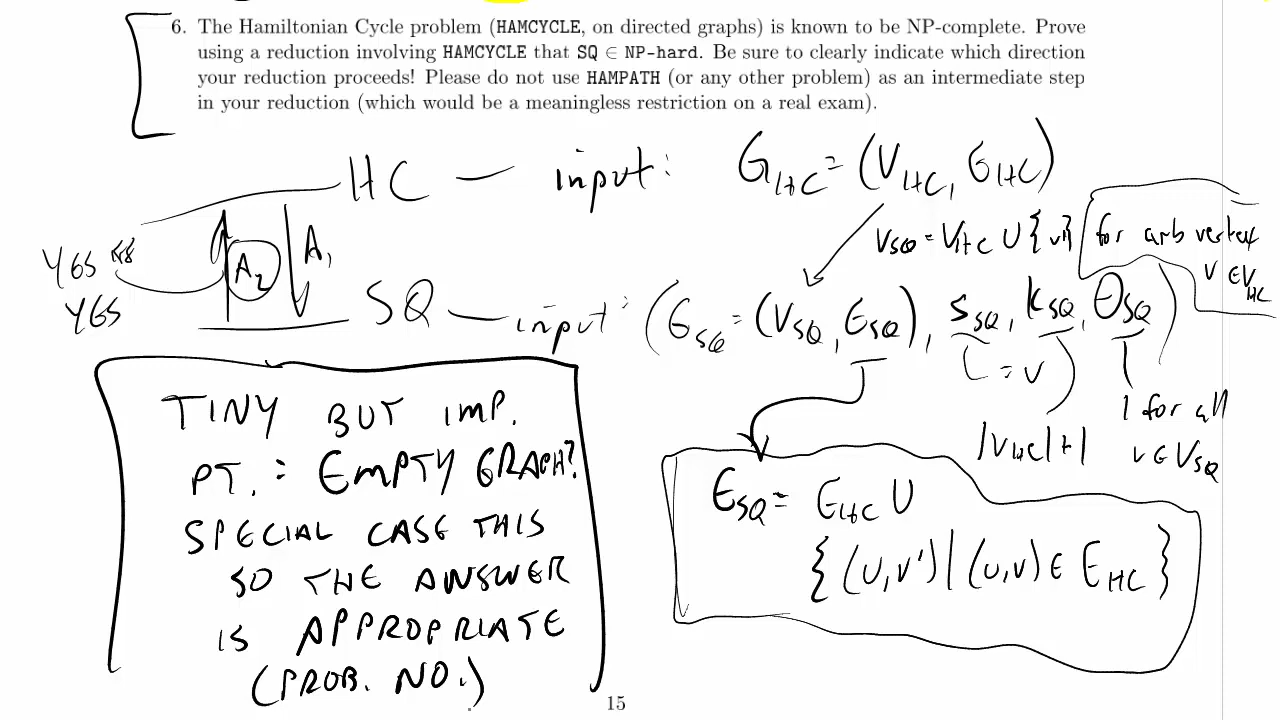 6. The Hamiltonian Cycle problem (HAMCYCLE, on directed graphs) is known to be NP-complete. Prove
using a reduction involving HAMCYCLE that SQ ∈ NP-hard. Be sure to clearly indicate which direction
your reduction proceeds! Please do not use HAMPATH (or any other problem) as an intermediate step
in your reduction (which would be a meaningless restriction on a real exam).
HC — input: G_HC = (V_HC, E_HC)
V_SQ = V_HC ∪ {v'} for arb vertex
v ∈ V_HC
A_1
A_2
YES
YES
SQ — input: (G_SQ = (V_SQ, E_SQ), s_SQ, k_SQ, θ_SQ)
= v
|V_HC|+1
1 for all
v ∈ V_SQ
TINY BUT IMP.
PT.: EMPTY GRAPH?
SPECIAL CASE THIS
SO THE ANSWER
IS APPROPRIATE
(PROB. NO.)
E_SQ = E_HC ∪
{(u,v') | (u,v) ∈ E_HC}
15